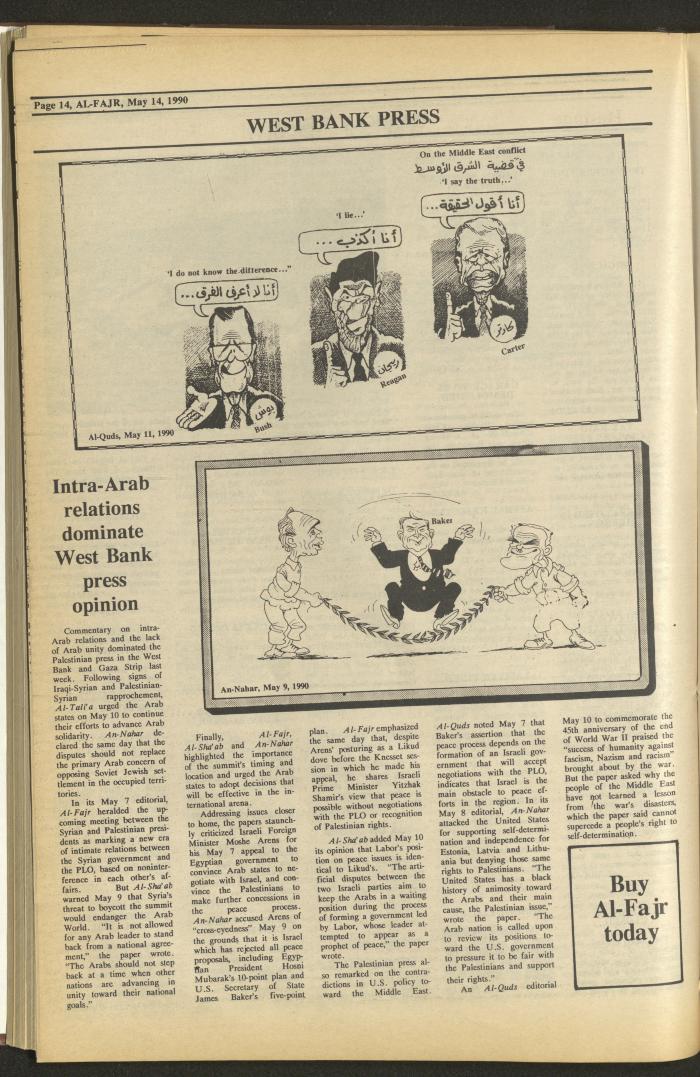 Page 14, AL-FAJR, May 14, 1990
WEST BANK PRESS
On the Middle East conflict
في قضية الشرق الأوسط
'I say the truth...'
أنا أقول الحقيقة...
كارتر
Carter
'I lie...'
أنا أكذب ...
ريجان
Reagan
'I do not know the difference..."
أنا لا أعرف الفرق...
بوش
Bush
Al-Quds, May 11, 1990
Baker
An-Nahar, May 9, 1990
Intra-Arab
relations
dominate
West Bank
press
opinion
Commentary on intra-
Arab relations and the lack
of Arab unity dominated the
Palestinian press in the West
Bank and Gaza Strip last
week. Following signs of
Iraqi-Syrian and Palestinian-
Syrian rapprochement,
Al-Tali'a urged the Arab
states on May 10 to continue
their efforts to advance Arab
solidarity. An-Nahar de-
clared the same day that the
disputes should not replace
the primary Arab concern of
opposing Soviet Jewish set-
tlement in the occupied terri-
tories.
In its May 7 editorial,
Al-Fajr heralded the up-
coming meeting between the
Syrian and Palestinian presi-
dents as marking a new era
of intimate relations between
the Syrian government and
the PLO, based on noninter-
ference in each other's af-
fairs. But Al-Sha'ab
warned May 9 that Syria's
threat to boycott the summit
would endanger the Arab
World. "It is not allowed
for any Arab leader to stand
back from a national agree-
ment," the paper wrote.
"The Arabs should not step
back at a time when other
nations are advancing in
unity toward their national
goals."
Finally, Al-Fajr,
Al-Sha'ab and An-Nahar
highlighted the importance
of the summit's timing and
location and urged the Arab
states to adopt decisions that
will be effective in the in-
ternational arena.
Addressing issues closer
to home, the papers staunch-
ly criticized Israeli Foreign
Minister Moshe Arens for
his May 7 appeal to the
Egyptian government to
convince Arab states to ne-
gotiate with Israel, and con-
vince the Palestinians to
make further concessions in
the peace process.
An-Nahar accused Arens of
"cross-eyedness" May 9 on
the grounds that it is Israel
which has rejected all peace
proposals, including Egyp-
tian President Hosni
Mubarak's 10-point plan and
U.S. Secretary of State
James Baker's five-point
plan. Al-Fajr emphasized
the same day that, despite
Arens' posturing as a Likud
dove before the Knesset ses-
sion in which he made his
appeal, he shares Israeli
Prime Minister Yitzhak
Shamir's view that peace is
possible without negotiations
with the PLO or recognition
of Palestinian rights.
Al-Sha'ab added May 10
its opinion that Labor's posi-
tion on peace issues is iden-
tical to Likud's. "The arti-
ficial disputes between the
two Israeli parties aim to
keep the Arabs in a waiting
position during the process
of forming a government led
by Labor, whose leader at-
tempted to appear as a
prophet of peace," the paper
wrote.
The Palestinian press al-
so remarked on the contra-
dictions in U.S. policy to-
ward the Middle East.
Al-Quds noted May 7 that
Baker's assertion that the
peace process depends on the
formation of an Israeli gov-
ernment that will accept
negotiations with the PLO,
indicates that Israel is the
main obstacle to peace ef-
forts in the region. In its
May 8 editorial, An-Nahar
attacked the United States
for supporting self-determi-
nation and independence for
Estonia, Latvia and Lithu-
ania but denying those same
rights to Palestinians. "The
United States has a black
history of animosity toward
the Arabs and their main
cause, the Palestinian issue,"
wrote the paper. "The
Arab nation is called upon
to review its positions to-
ward the U.S. government
to pressure it to be fair with
the Palestinians and support
their rights."
An Al-Quds editorial
May 10 to commemorate the
45th anniversary of the end
of World War II praised the
"success of humanity against
fascism, Nazism and racism"
brought about by the war.
But the paper asked why the
people of the Middle East
have not learned a lesson
from the war's disasters,
which the paper said cannot
supercede a people's right to
self-determination.
Buy
Al-Fajr
today